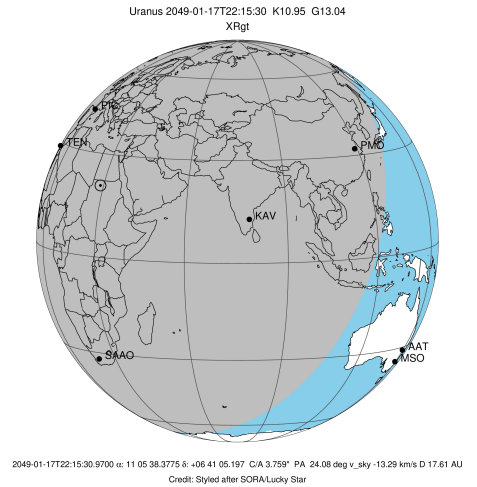 Uranus 2049-01-17T22:15:30 K10.95 G13.04
XRgt
PIC
TEN
PMO
KAV
SAAO
AAT
MSO
2049-01-17T22:15:30.9700 α: 11 05 38.3775 δ: +06 41 05.197 C/A 3.759" PA 24.08 deg v_sky -13.29 km/s D 17.61 AU
Credit: Styled after SORA/Lucky Star